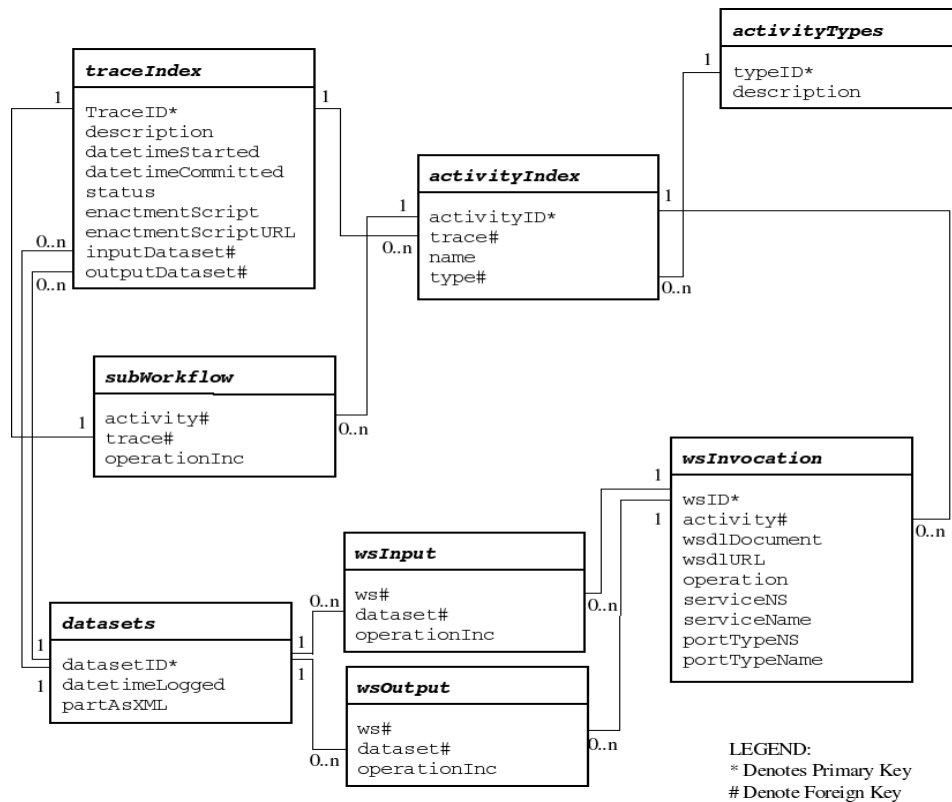 traceIndex
TraceID*
description
datetimeStarted
datetimeCommitted
status
enactmentScript
enactmentScriptURL
inputDataset#
outputDataset#
1
1
0..n
0..n
activityTypes
typeID*
description
1
activityIndex
activityID*
trace#
name
type#
1
0..n
1
0..n
subWorkflow
activity#
trace#
operationInc
1
0..n
wsInvocation
wsID*
activity#
wsdlDocument
wsdlURL
operation
serviceNS
serviceName
portTypeNS
portTypeName
1
1
0..n
wsInput
ws#
dataset#
operationInc
0..n
0..n
datasets
datasetID*
datetimeLogged
partAsXML
1
1
1
1
wsOutput
ws#
dataset#
operationInc
0..n
0..n
LEGEND:
* Denotes Primary Key
# Denote Foreign Key